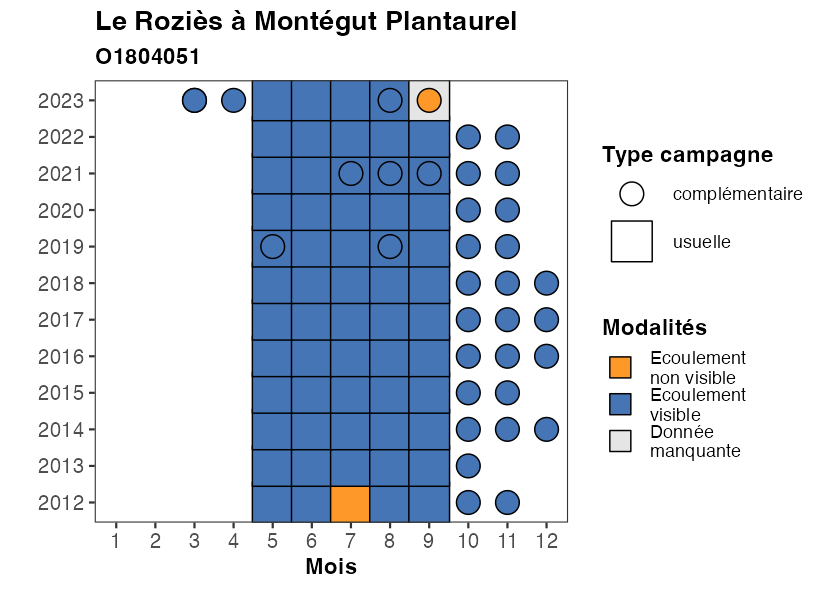 Le Roziès à Montégut Plantaurel
O1804051
2023
2022
2021
2020
2019
2018
2017
2016
2015
2014
2013
2012
1 2 3 4 5 6 7 8 9 10 11 12
Mois
Type campagne
complémentaire
usuelle
Modalités
Ecoulement
non visible
Ecoulement
visible
Donnée
manquante